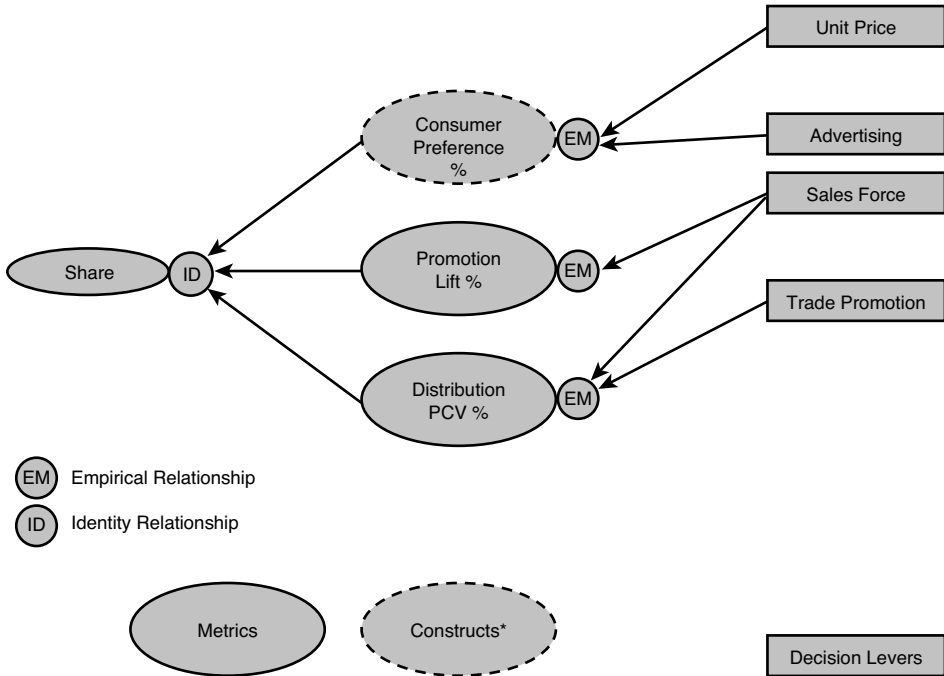 Unit Price
Consumer
Preference
%
EM
Advertising
Sales Force
Share
ID
Promotion
Lift %
EM
Trade Promotion
Distribution
PCV %
EM
EM
Empirical Relationship
ID
Identity Relationship
Metrics
Constructs*
Decision Levers